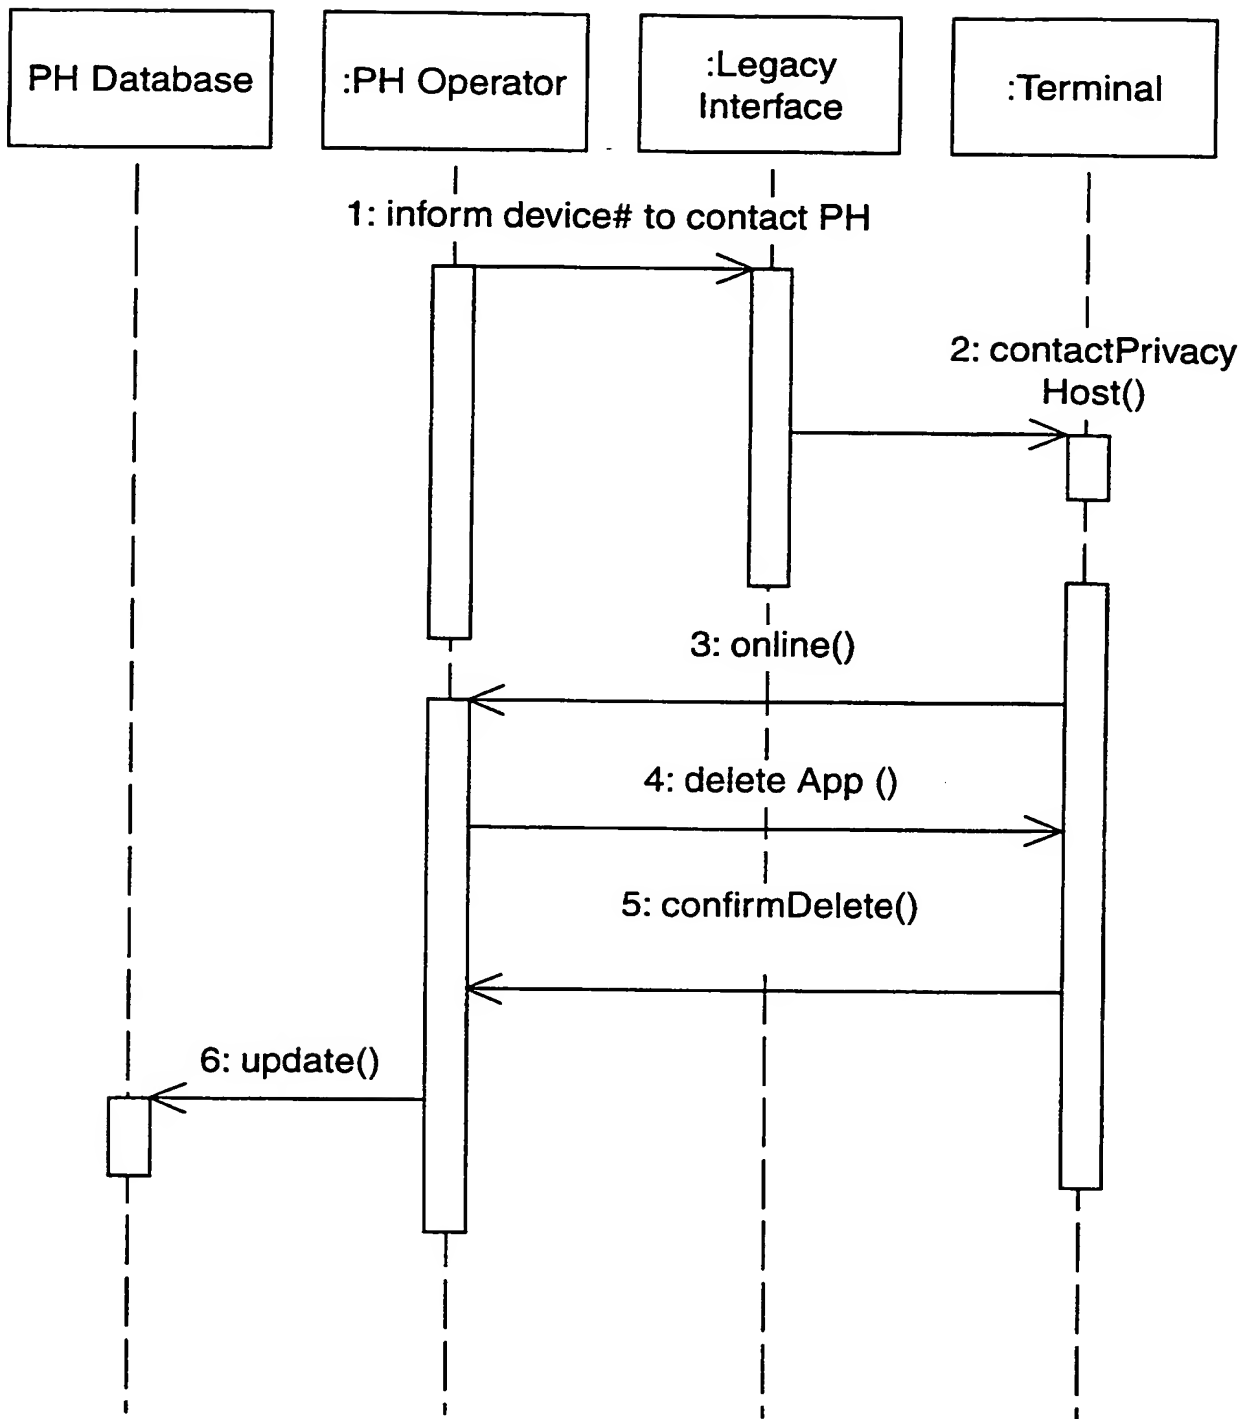 PH Database
:PH Operator
:Legacy
Interface
:Terminal
1: inform device# to contact PH
2: contactPrivacy
Host()
3: online()
4: delete App ()
5: confirmDelete()
6: update()